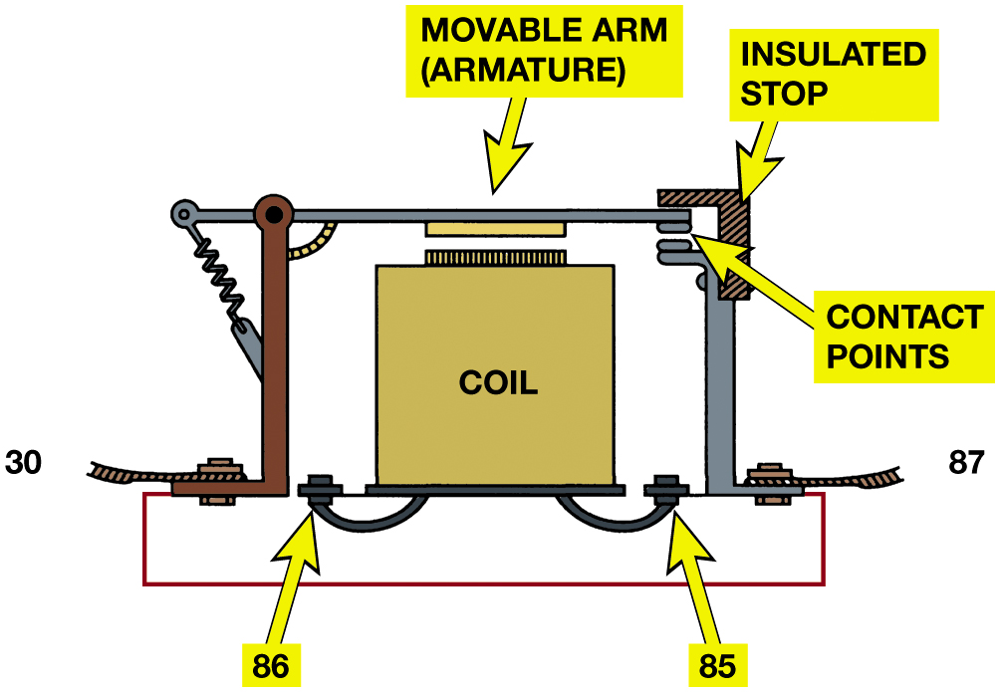 MOVABLE ARM
(ARMATURE)
INSULATED
STOP
CONTACT
POINTS
COIL
30
87
86
85